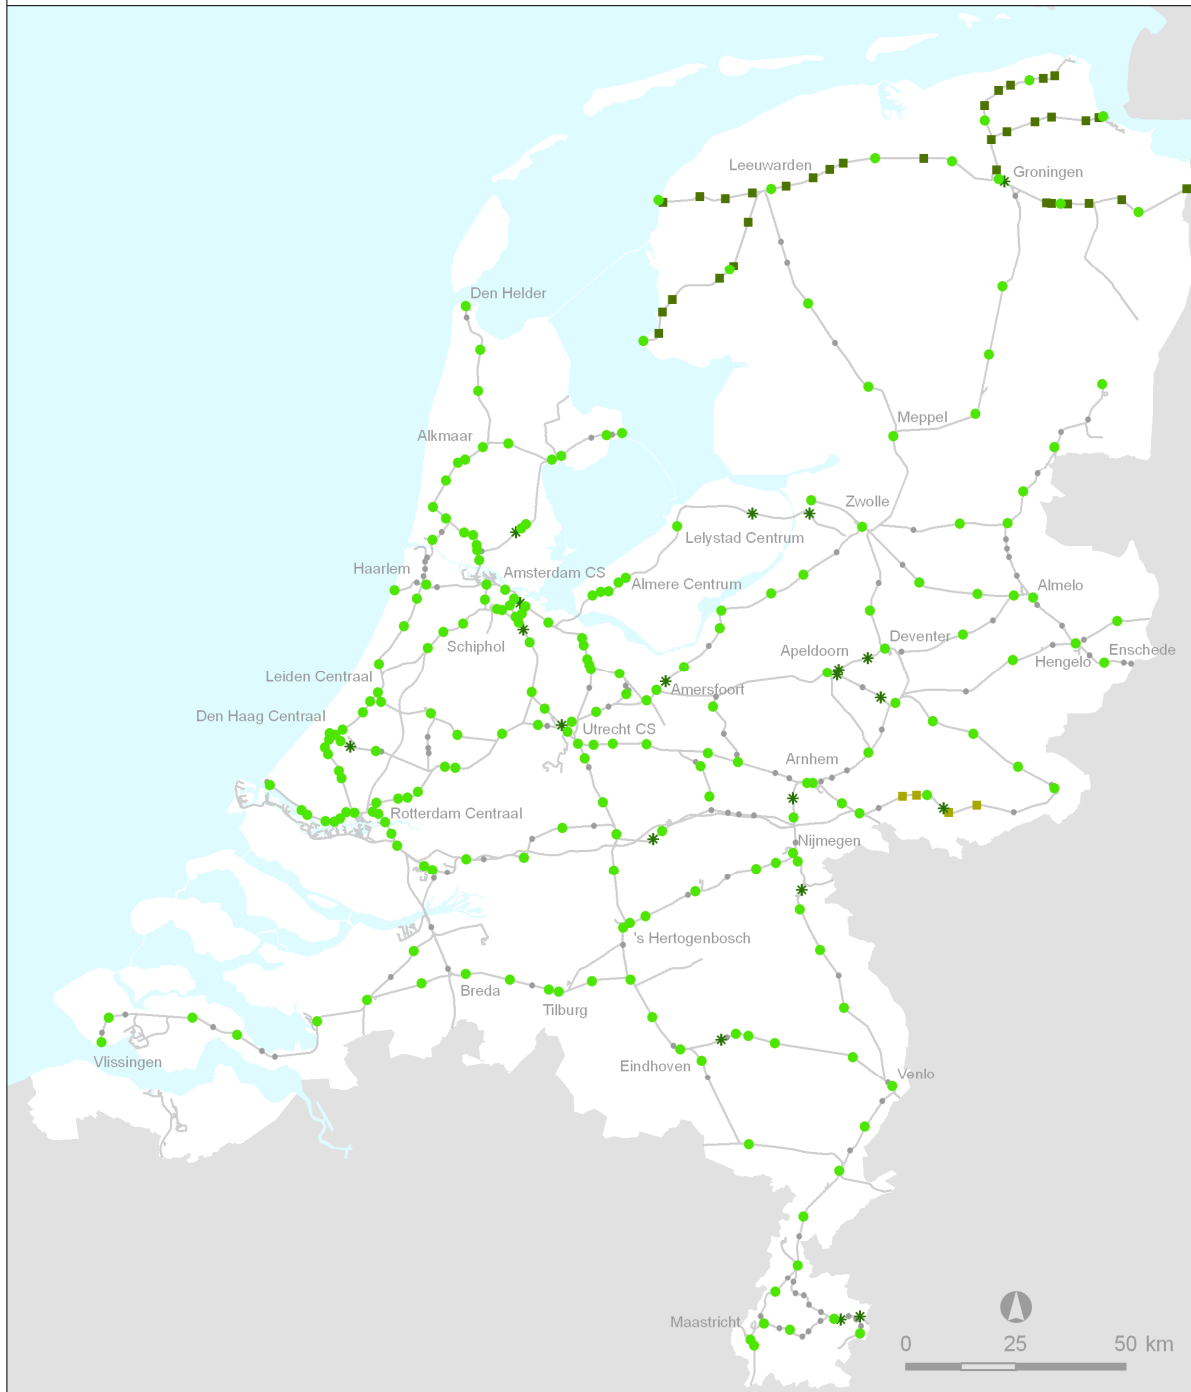 Leeuwarden
Groningen
Den Helder
Alkmaar
Meppel
Zwolle
Lelystad Centrum
Haarlem
Amsterdam CS
Almere Centrum
Almelo
Schiphol
Deventer
Apeldoorn
Hengelo
Enschede
Leiden Centraal
Amersfoort
Den Haag Centraal
Utrecht CS
Arnhem
Rotterdam Centraal
Nijmegen
's Hertogenbosch
Breda
Tilburg
Vlissingen
Eindhoven
Venlo
Maastricht
0 25 50 km